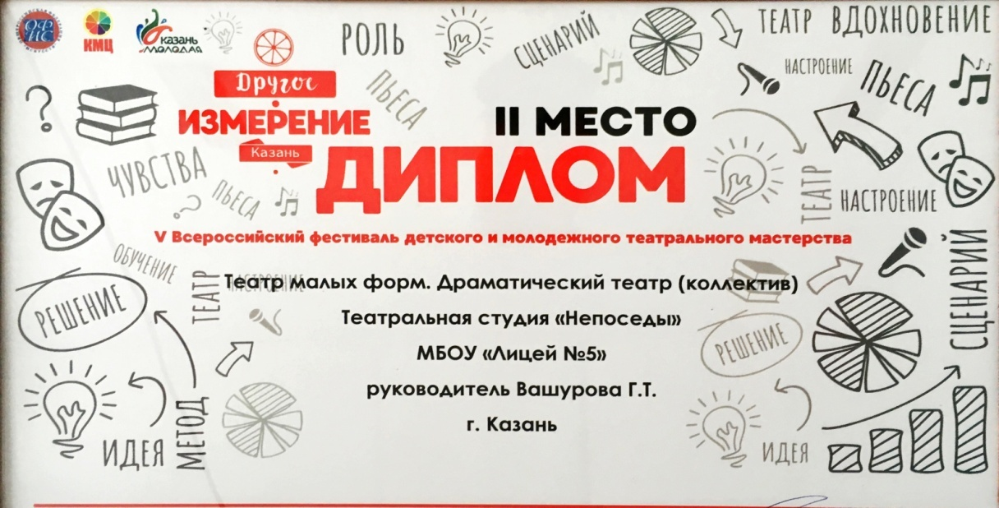 КМЦ
Казань
молодая
РОЛЬ
СЦЕНАРИЙ
ТЕАТР ВДОХНОВЕНИЕ
НАСТРОЕНИЕ
ПЬЕСА
Другое
ИЗМЕРЕНИЕ
Казань
ПЬЕСА
II МЕСТО
ДИПЛОМ
ЧУВСТВА
ПЬЕСА
ТЕАТР
НАСТРОЕНИЕ
V Всероссийский фестиваль детского и молодежного театрального мастерства
ОБУЧЕНИЕ
ТЕАТР
НАСТРОЕНИЕ
СЦЕНАРИЙ
Театр малых форм. Драматический театр (коллектив)
Театральная студия «Непоседы»
МБОУ «Лицей №5»
руководитель Вашурова Г.Т.
г. Казань
РЕШЕНИЕ
РЕШЕНИЕ
ИДЕЯ
МЕТОД
ИДЕЯ